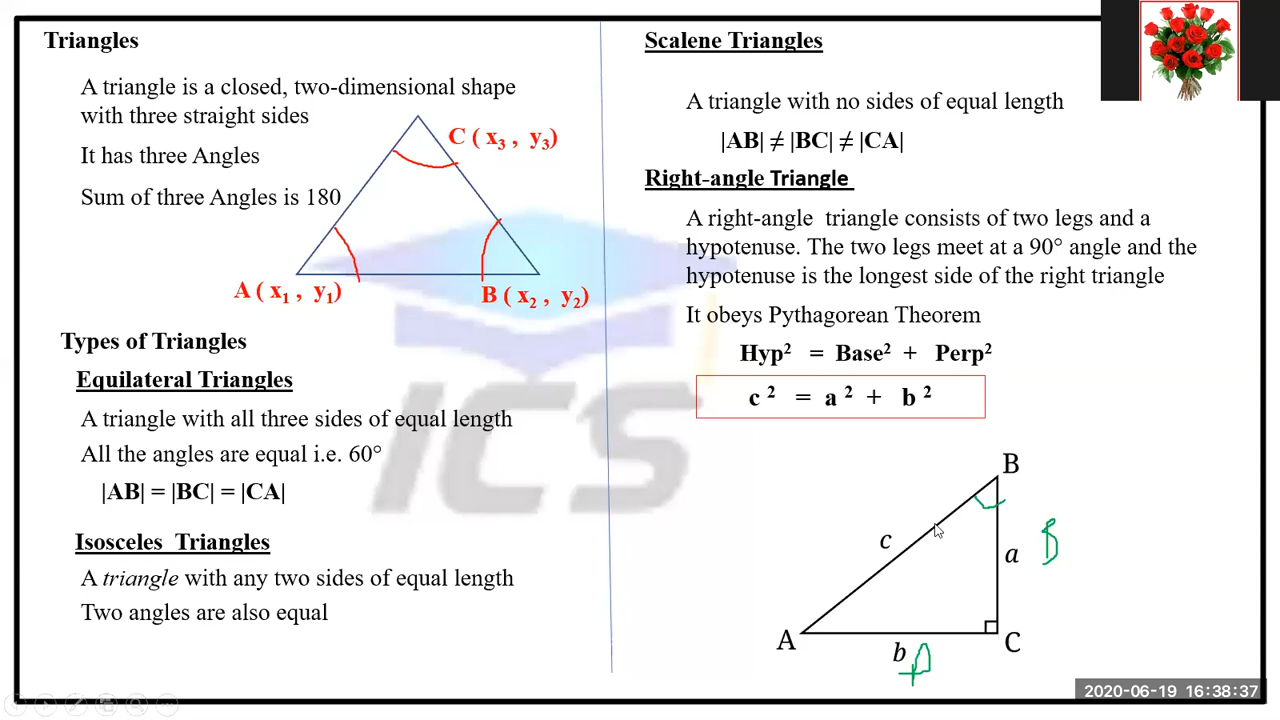 Triangles
A triangle is a closed, two-dimensional shape
with three straight sides
It has three Angles
Sum of three Angles is 180
C ( x₃ , y₃)
A ( x₁ , y₁)
B ( x₂ , y₂)
Types of Triangles
Equilateral Triangles
A triangle with all three sides of equal length
All the angles are equal i.e. 60°
|AB| = |BC| = |CA|
Isosceles Triangles
A triangle with any two sides of equal length
Two angles are also equal
Scalene Triangles
A triangle with no sides of equal length
|AB| ≠ |BC| ≠ |CA|
Right-angle Triangle
A right-angle triangle consists of two legs and a
hypotenuse. The two legs meet at a 90° angle and the
hypotenuse is the longest side of the right triangle
It obeys Pythagorean Theorem
Hyp² = Base² + Perp²
c ² = a ² + b ²
B
c
a
B
A
C
b
P
ICS
2020-06-19 16:38:37